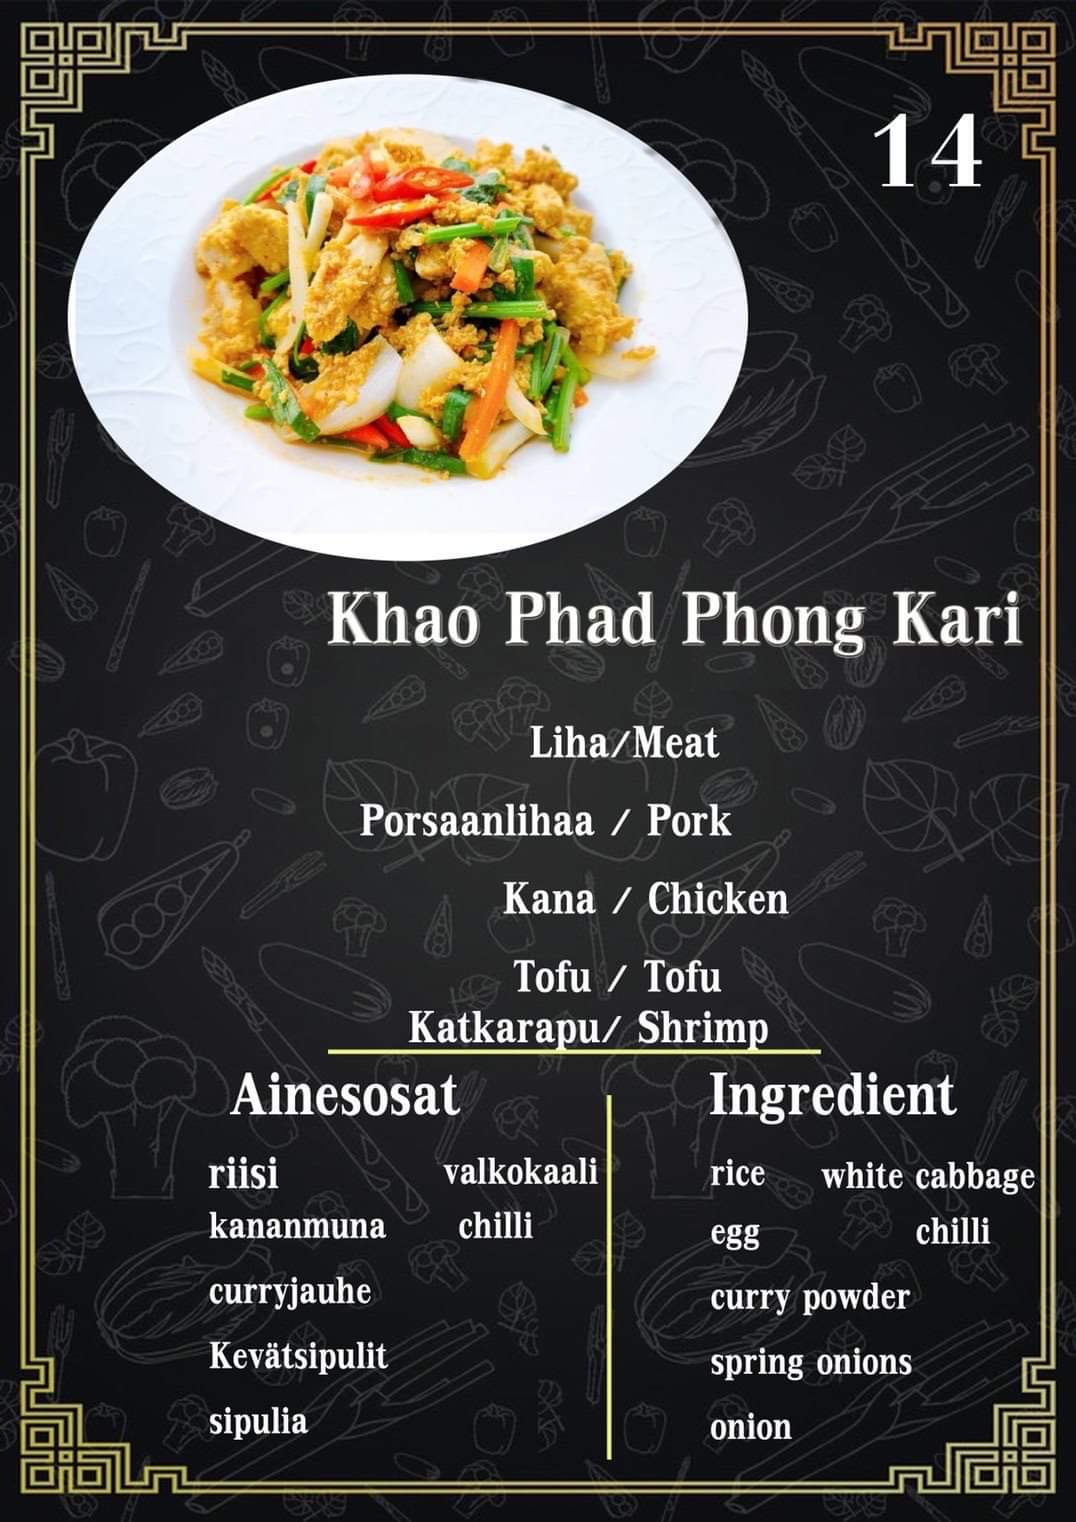 14
Khao Phad Phong Kari
Liha/Meat
Porsaanlihaa / Pork
Kana / Chicken
Tofu / Tofu
Katkarapu/ Shrimp
Ainesosat
riisi valkokaali
kananmuna chilli
curryjauhe
Kevätsipulit
sipulia
Ingredient
rice white cabbage
egg chilli
curry powder
spring onions
onion